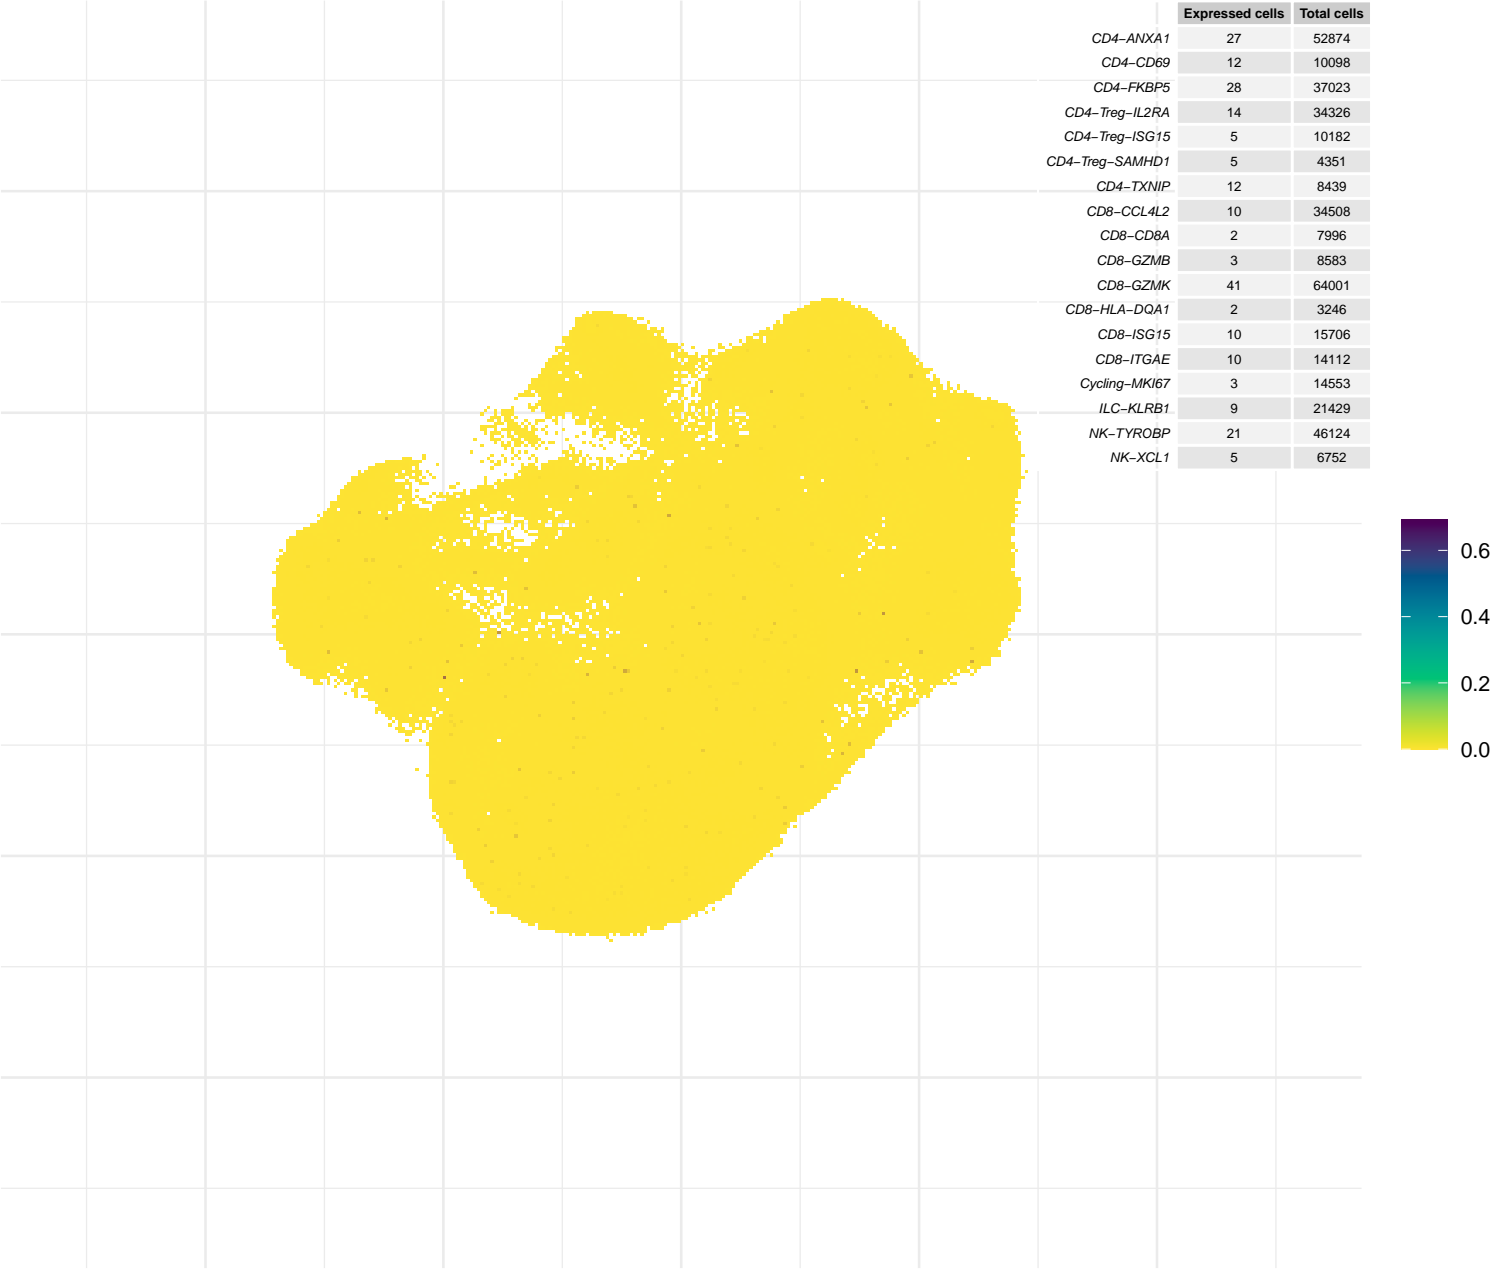 Expressed cells Total cells
CD4−ANXA1 27 52874
CD4−CD69 12 10098
CD4−FKBP5 28 37023
CD4−Treg−IL2RA 14 34326
CD4−Treg−ISG15 5 10182
CD4−Treg−SAMHD1 5 4351
CD4−TXNIP 12 8439
CD8−CCL4L2 10 34508
CD8−CD8A 2 7996
CD8−GZMB 3 8583
CD8−GZMK 41 64001
CD8−HLA−DQA1 2 3246
CD8−ISG15 10 15706
CD8−ITGAE 10 14112
Cycling−MKI67 3 14553
ILC−KLRB1 9 21429
NK−TYROBP 21 46124
NK−XCL1 5 6752
0.6
0.4
0.2
0.0